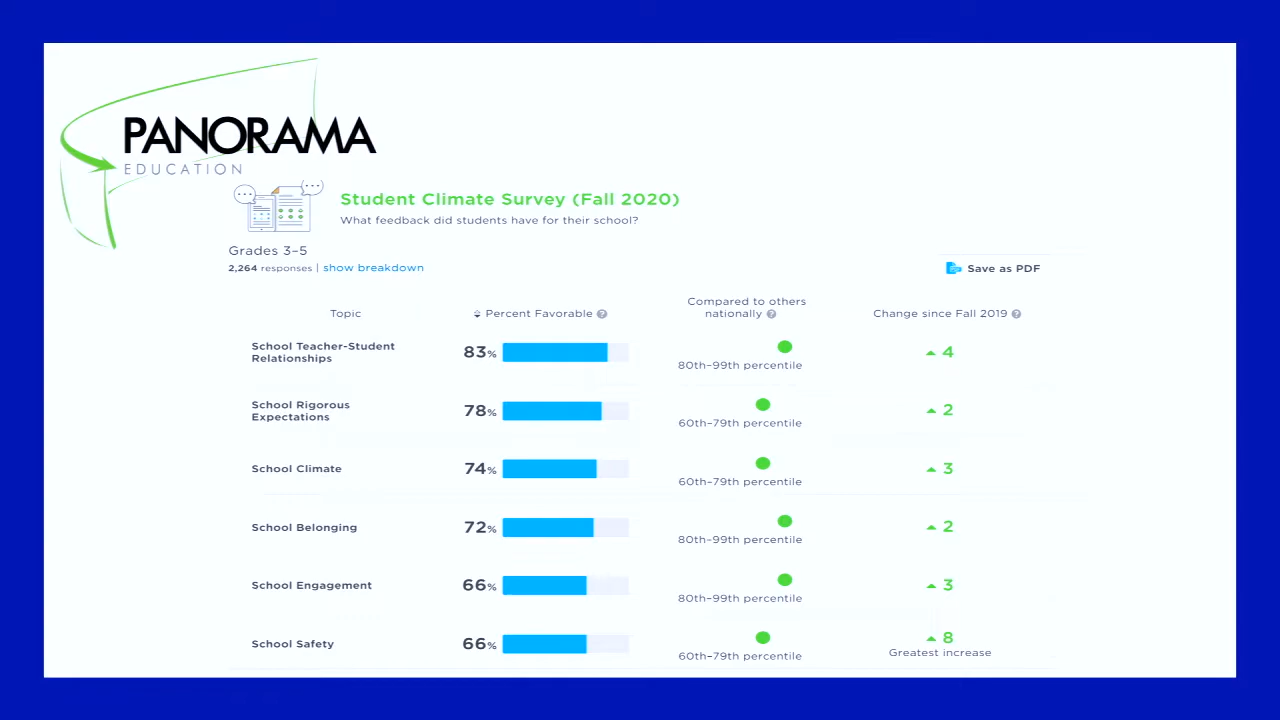 PANORAMA
EDUCATION
Student Climate Survey (Fall 2020)
What feedback did students have for their school?
Grades 3–5
2,264 responses | show breakdown
Save as PDF
Topic
Percent Favorable ?
Compared to others
nationally ?
Change since Fall 2019 ?
School Teacher-Student
Relationships
83%
80th–99th percentile
4
School Rigorous
Expectations
78%
60th–79th percentile
2
School Climate
74%
60th–79th percentile
3
School Belonging
72%
80th–99th percentile
2
School Engagement
66%
80th–99th percentile
3
School Safety
66%
60th–79th percentile
8
Greatest increase